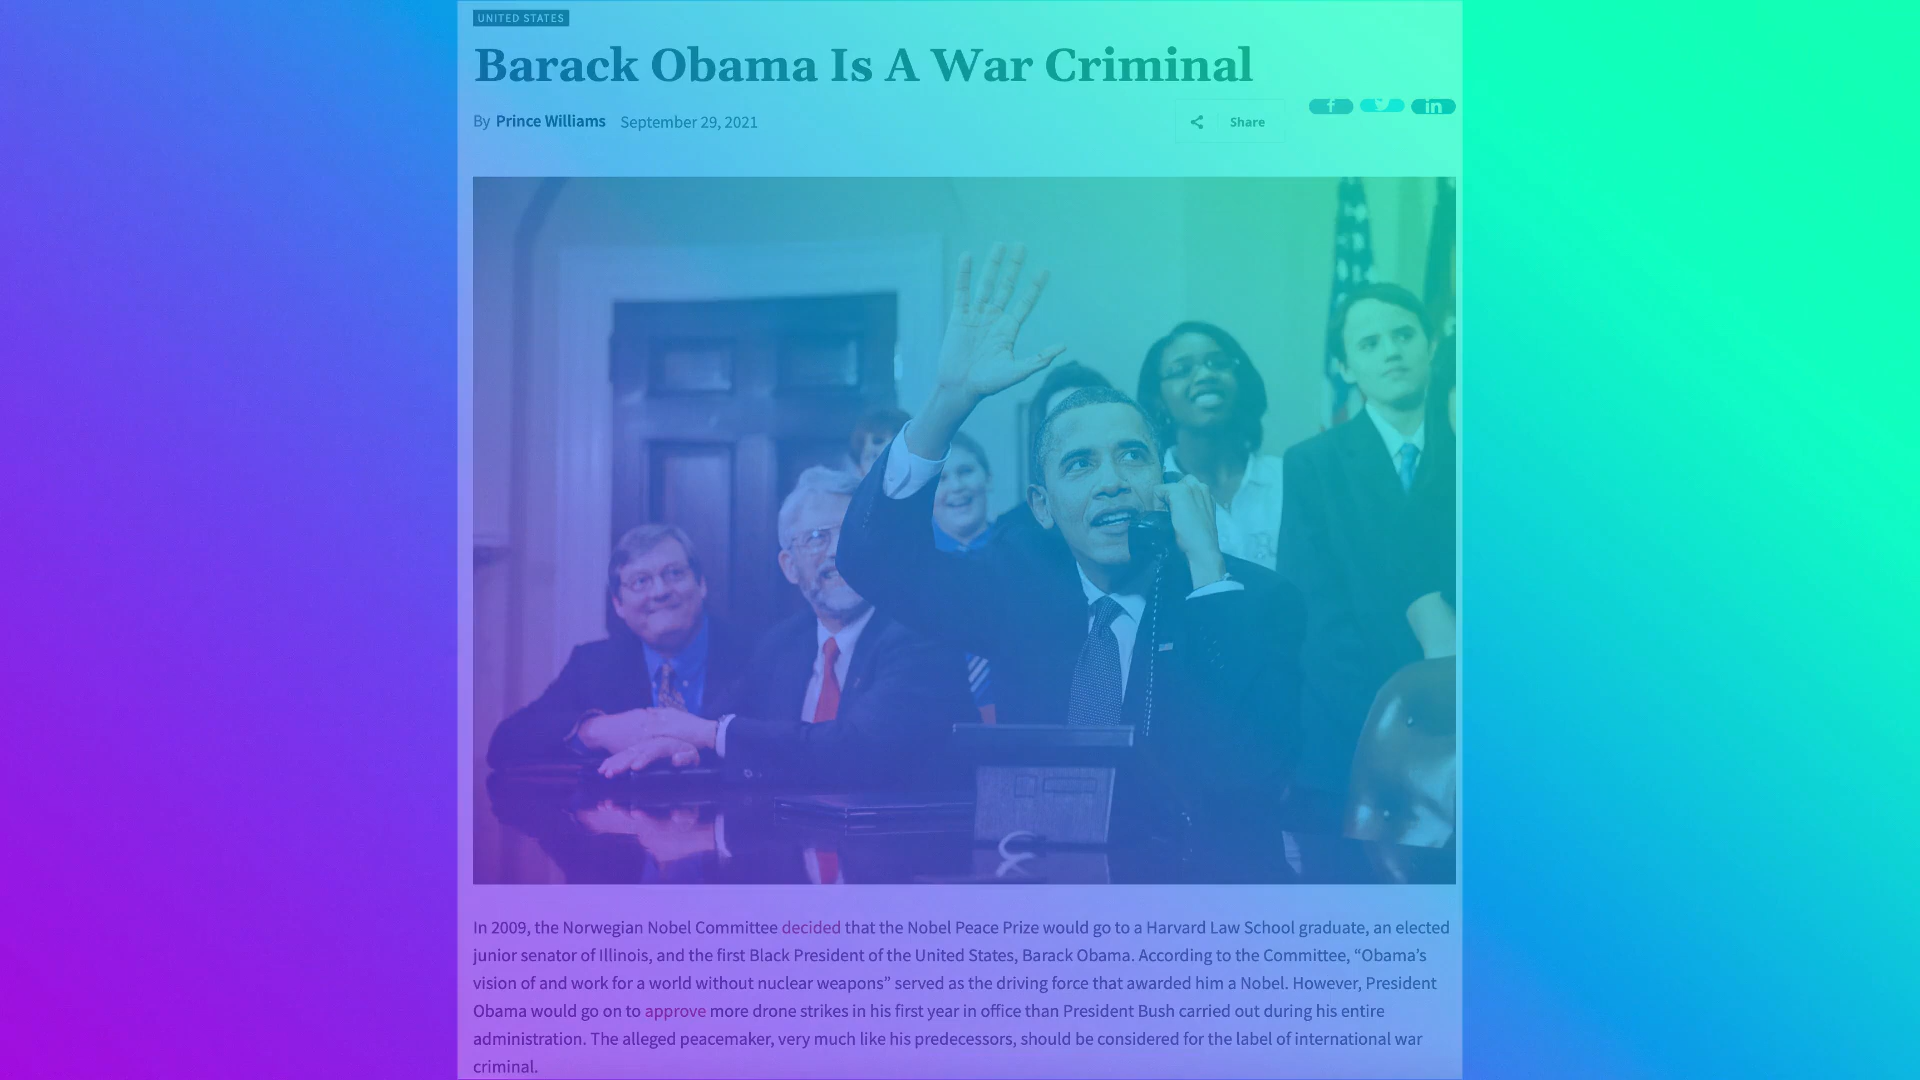 UNITED STATES
Barack Obama Is A War Criminal
By Prince Williams September 29, 2021
Share
f
in
In 2009, the Norwegian Nobel Committee decided that the Nobel Peace Prize would go to a Harvard Law School graduate, an elected
junior senator of Illinois, and the first Black President of the United States, Barack Obama. According to the Committee, “Obama’s
vision of and work for a world without nuclear weapons” served as the driving force that awarded him a Nobel. However, President
Obama would go on to approve more drone strikes in his first year in office than President Bush carried out during his entire
administration. The alleged peacemaker, very much like his predecessors, should be considered for the label of international war
criminal.